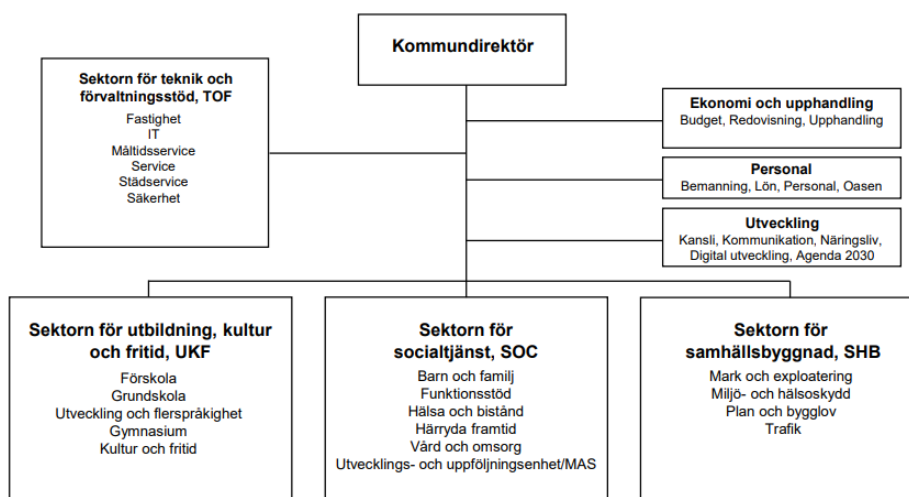 Kommundirektör
Sektorn för teknik och
förvaltningsstöd, TOF
Fastighet
IT
Måltidsservice
Service
Städservice
Säkerhet
Ekonomi och upphandling
Budget, Redovisning, Upphandling
Personal
Bemanning, Lön, Personal, Oasen
Utveckling
Kansli, Kommunikation, Näringsliv,
Digital utveckling, Agenda 2030
Sektorn för utbildning, kultur
och fritid, UKF
Förskola
Grundskola
Utveckling och flerspråkighet
Gymnasium
Kultur och fritid
Sektorn för
socialtjänst, SOC
Barn och familj
Funktionsstöd
Hälsa och bistånd
Härryda framtid
Vård och omsorg
Utvecklings- och uppföljningsenhet/MAS
Sektorn för
samhällsbyggnad, SHB
Mark och exploatering
Miljö- och hälsoskydd
Plan och bygglov
Trafik